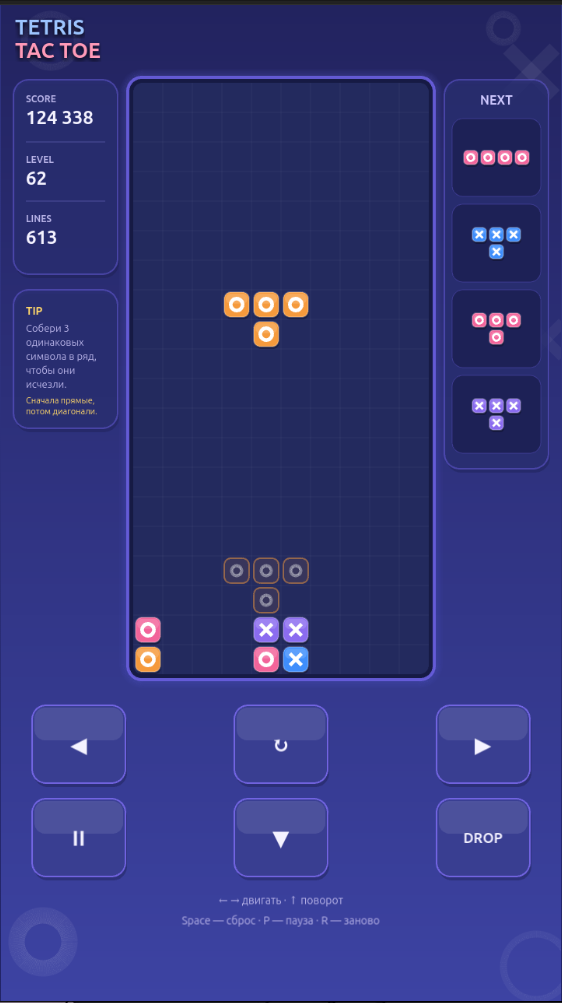 TETRIS
TAC TOE
SCORE
124 338
LEVEL
62
LINES
613
TIP
Собери 3
одинаковых
символа в ряд,
чтобы они
исчезли.
Сначала прямые,
потом диагонали.
NEXT
DROP
← → двигать · ↑ поворот
Space — сброс · P — пауза · R — заново